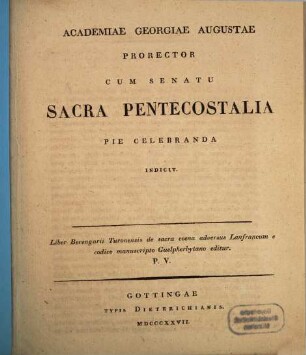 ACADEMIAE GEORGIAE AUGUSTAE
PRORECTOR
CUM SENATU
SACRA PENTECOSTALIA
PIE CELEBRANDA
INDICIT.
Liber Berengarii Turonensis de sacra coena adversus Lanfrancum e
codice manuscripto Guelpherbytano editur.
P. V.
GOTTINGAE
TYPIS DIETERICHIANIS.
MDCCCXXVII.